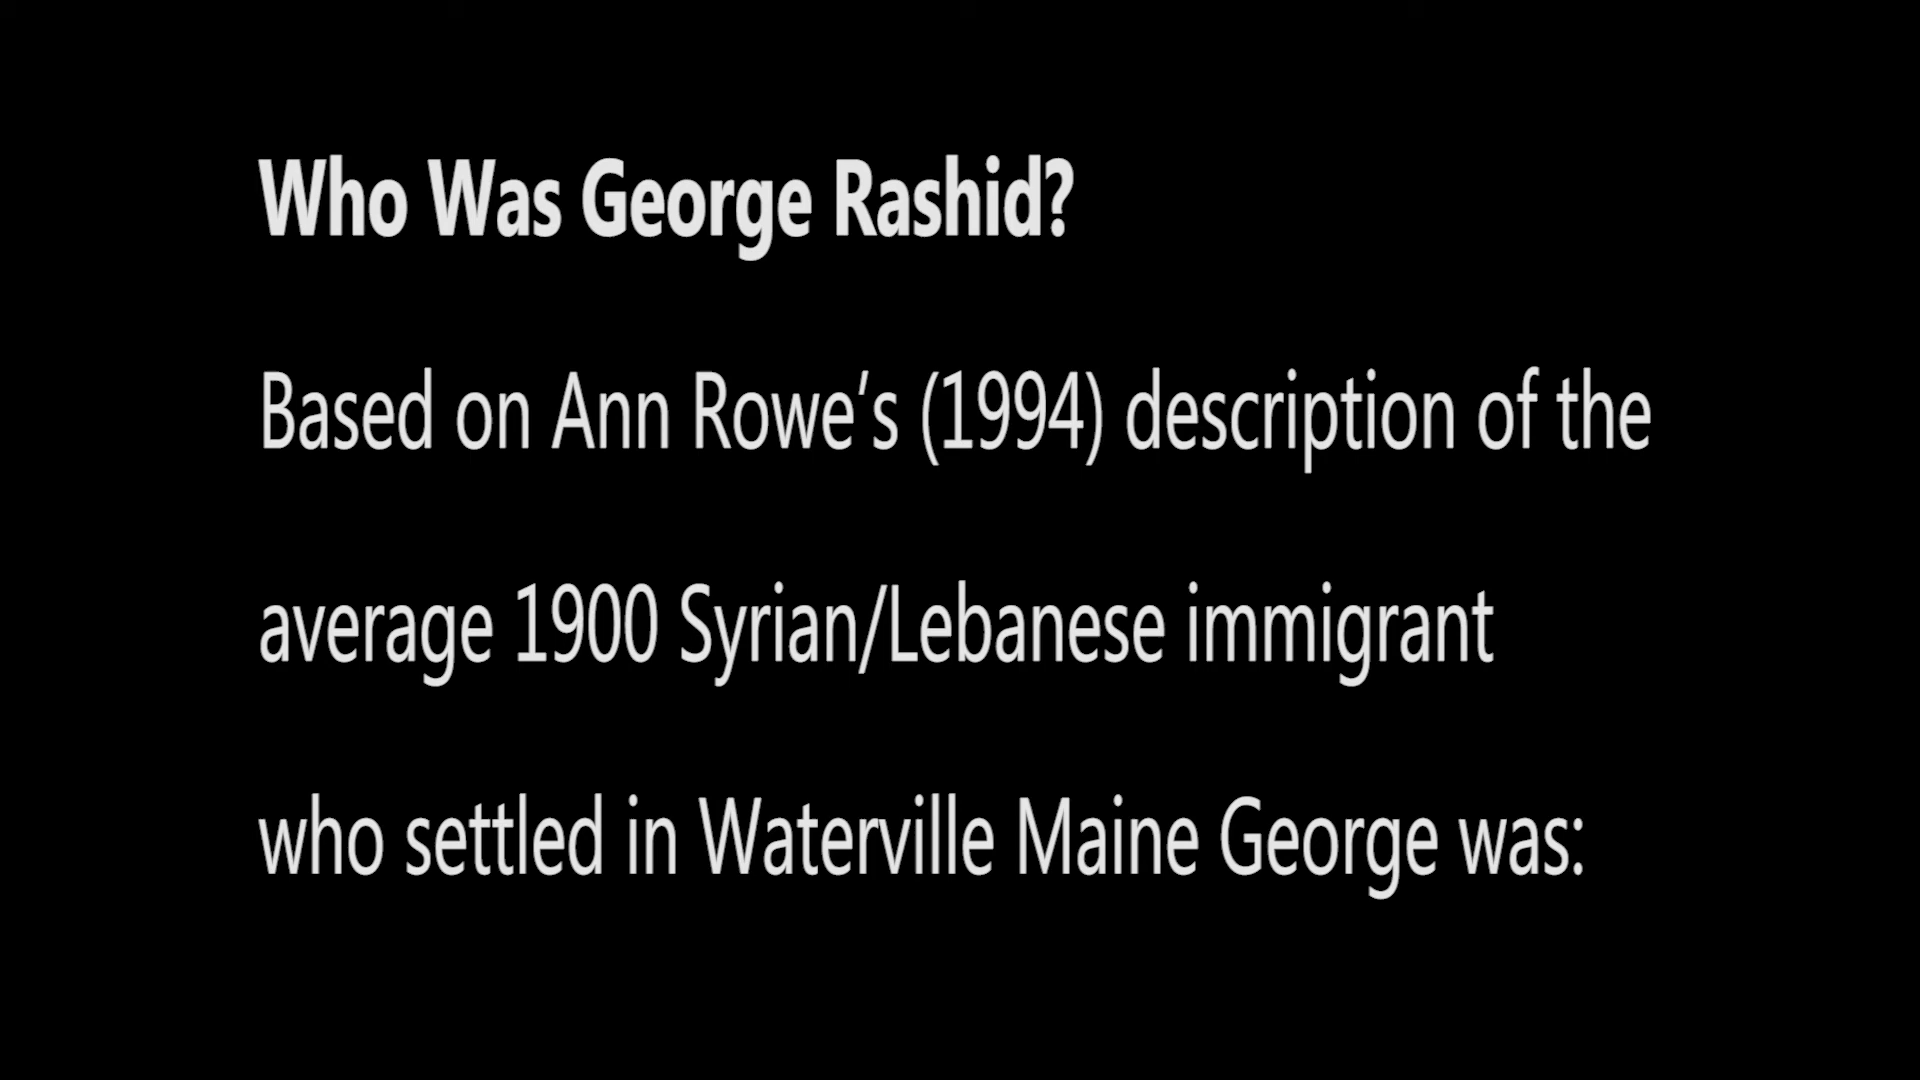 Who Was George Rashid?
Based on Ann Rowe‘s (1994) description of the
average 1900 Syrian/Lebanese immigrant
who settled in Waterville Maine George was: